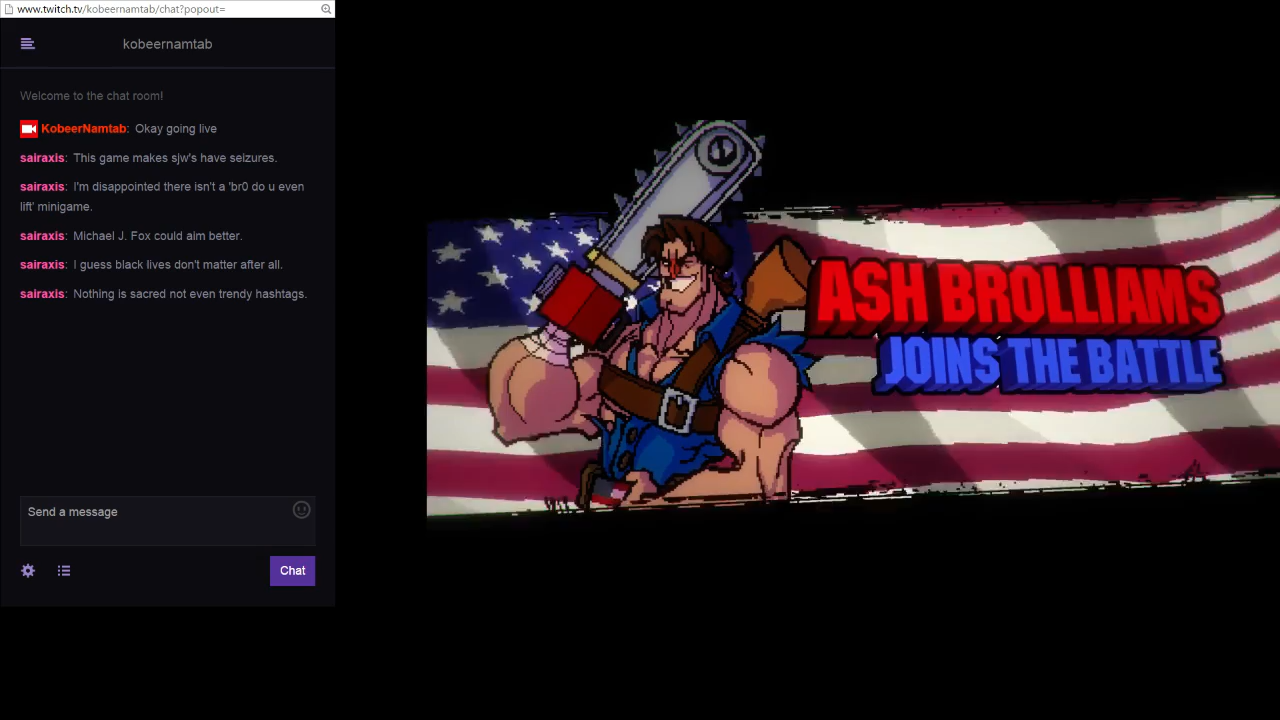 www.twitch.tv/kobeernamtab/chat?popout=
kobeernamtab
Welcome to the chat room!
KobeerNamtab: Okay going live
sairaxis: This game makes sjw's have seizures.
sairaxis: I'm disappointed there isn't a 'br0 do u even
lift' minigame.
sairaxis: Michael J. Fox could aim better.
sairaxis: I guess black lives don't matter after all.
sairaxis: Nothing is sacred not even trendy hashtags.
Send a message
Chat
ASH BROLLIAMS
JOINS THE BATTLE